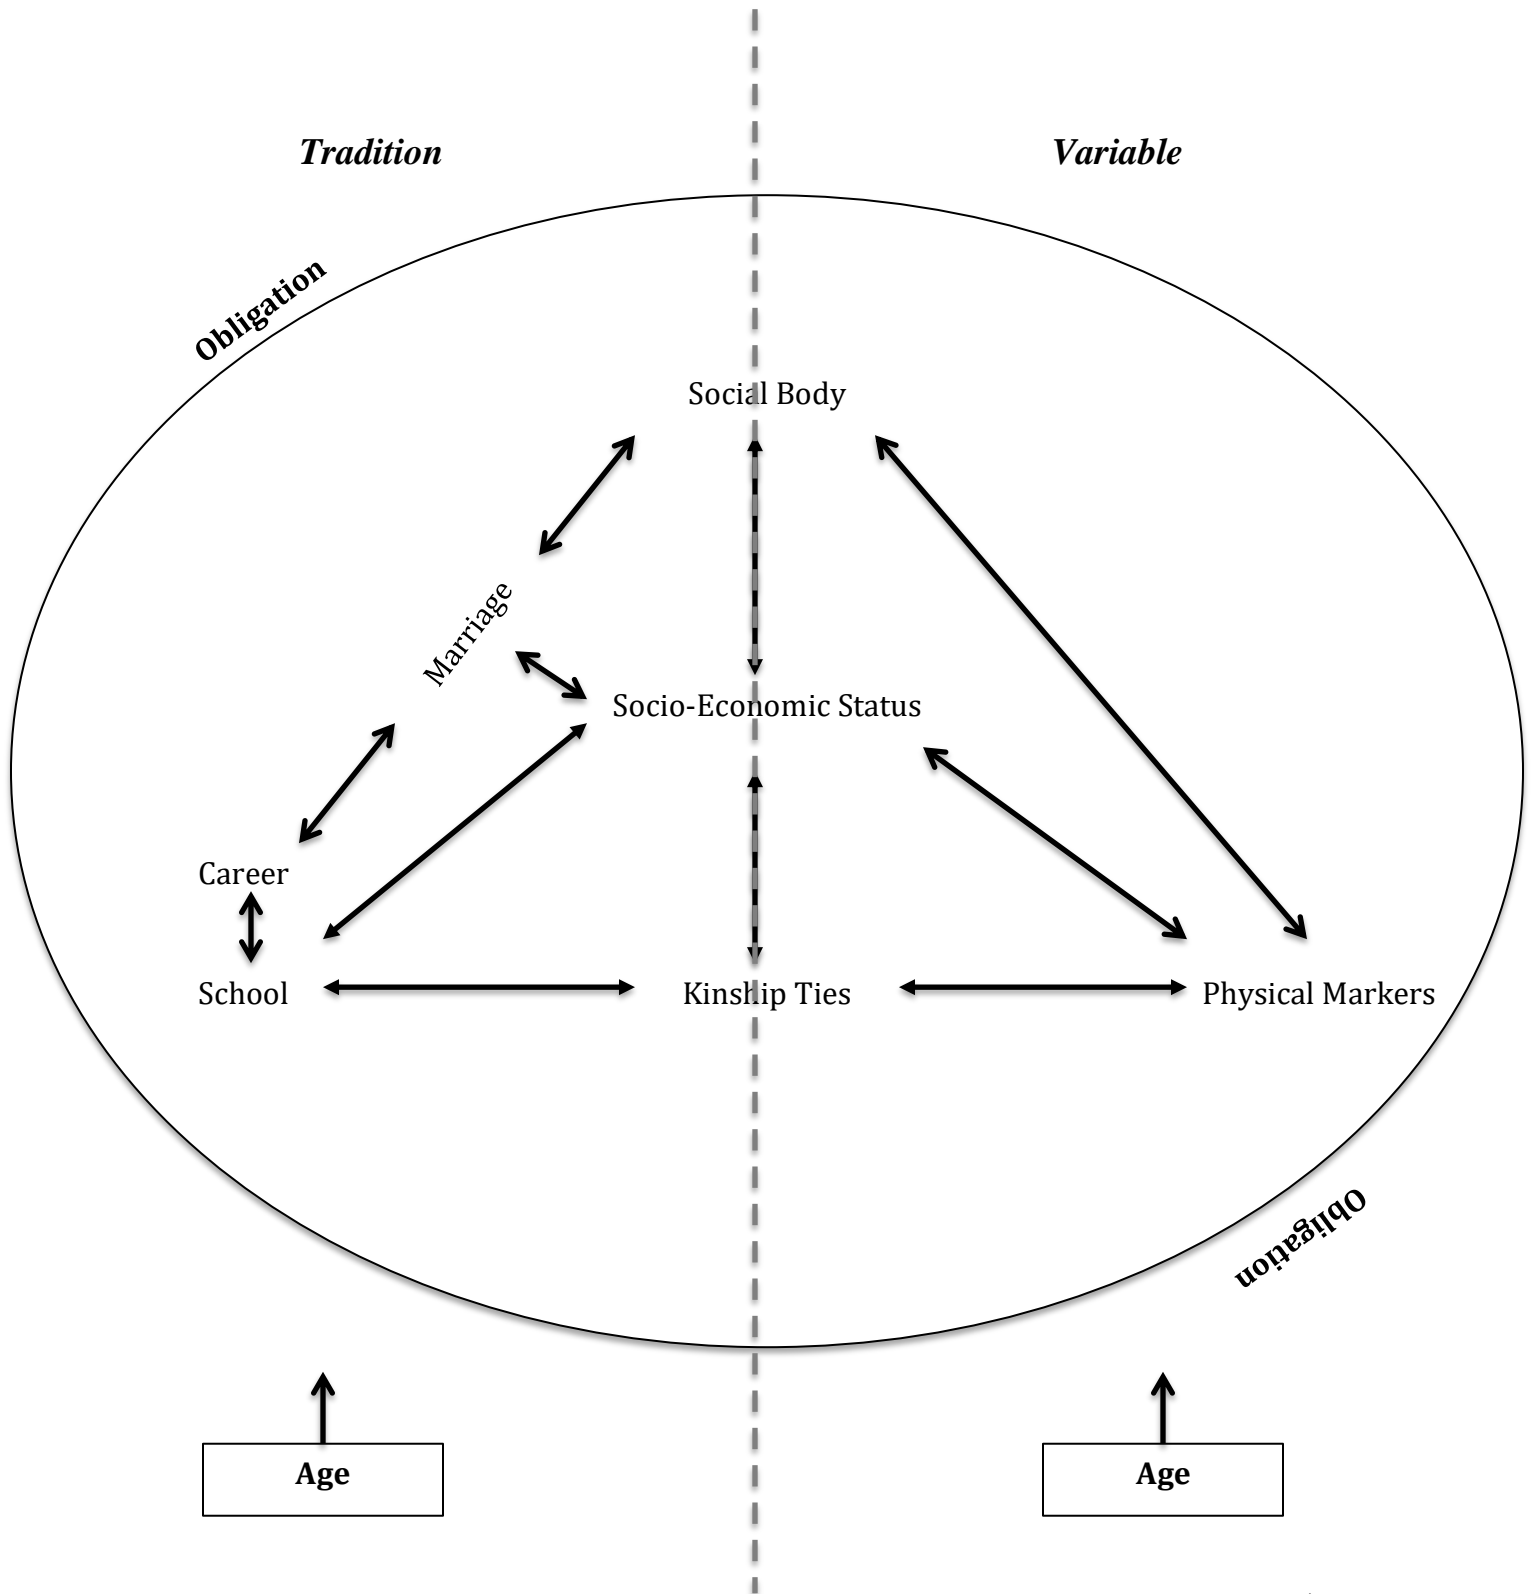 Tradition
Variable
Obligation
Social Body
Marriage
Socio-Economic Status
Career
School
Kinship Ties
Physical Markers
Obligation
Age
Age